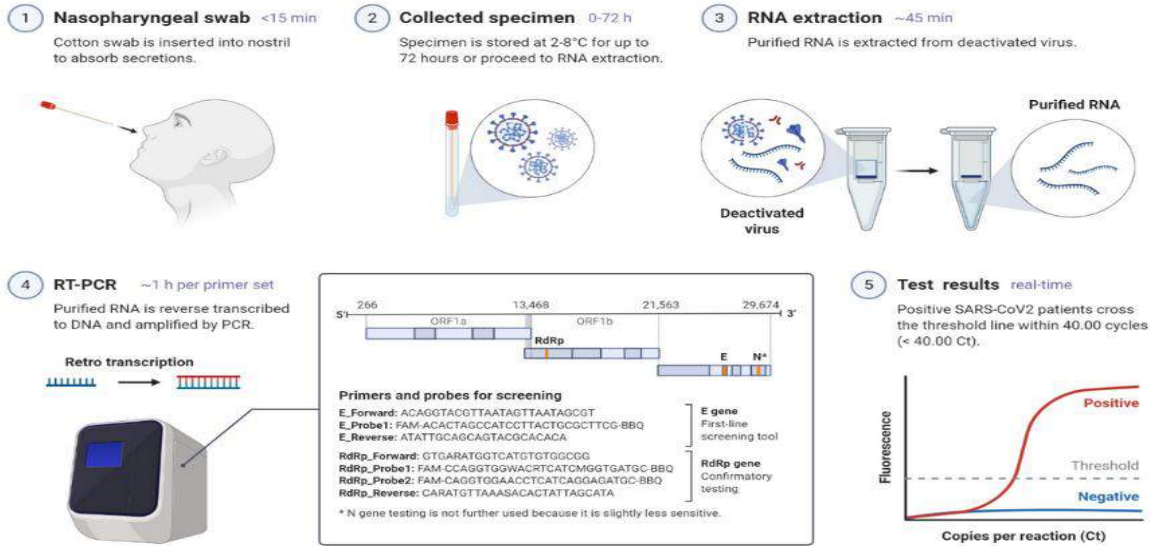 1 Nasopharyngeal swab <15 min
Cotton swab is inserted into nostril
to absorb secretions.
2 Collected specimen 0-72 h
Specimen is stored at 2-8°C for up to
72 hours or proceed to RNA extraction.
3 RNA extraction ~45 min
Purified RNA is extracted from deactivated virus.
Purified RNA
Deactivated
virus
4 RT-PCR ~1 h per primer set
Purified RNA is reverse transcribed
to DNA and amplified by PCR.
Retro transcription
266 13,468 21,563 29,674
5' 3'
ORF1a ORF1b
RdRp
E N*
Primers and probes for screening
E_Forward: ACAGGTACGTTAATAGTTAATAGCGT
E_Probe1: FAM-ACACTAGCCATCCTTACTGCGCTTCG-BBQ
E_Reverse: ATATTGCAGCAGTACGCACACA
E gene
First-line
screening tool
RdRp_Forward: GTGARATGGTCATGTGTGGCGG
RdRp_Probe1: FAM-CCAGGTGGWACRTCATCMGGTGATGC-BBQ
RdRp_Probe2: FAM-CAGGTGGAACCTCATCAGGAGATGC-BBQ
RdRp_Reverse: CARATGTTAAASACACTATTAGCATA
RdRp gene
Confirmatory
testing
* N gene testing is not further used because it is slightly less sensitive.
5 Test results real-time
Positive SARS-CoV2 patients cross
the threshold line within 40.00 cycles
(< 40.00 Ct).
Fluorescence
Positive
Threshold
Negative
Copies per reaction (Ct)